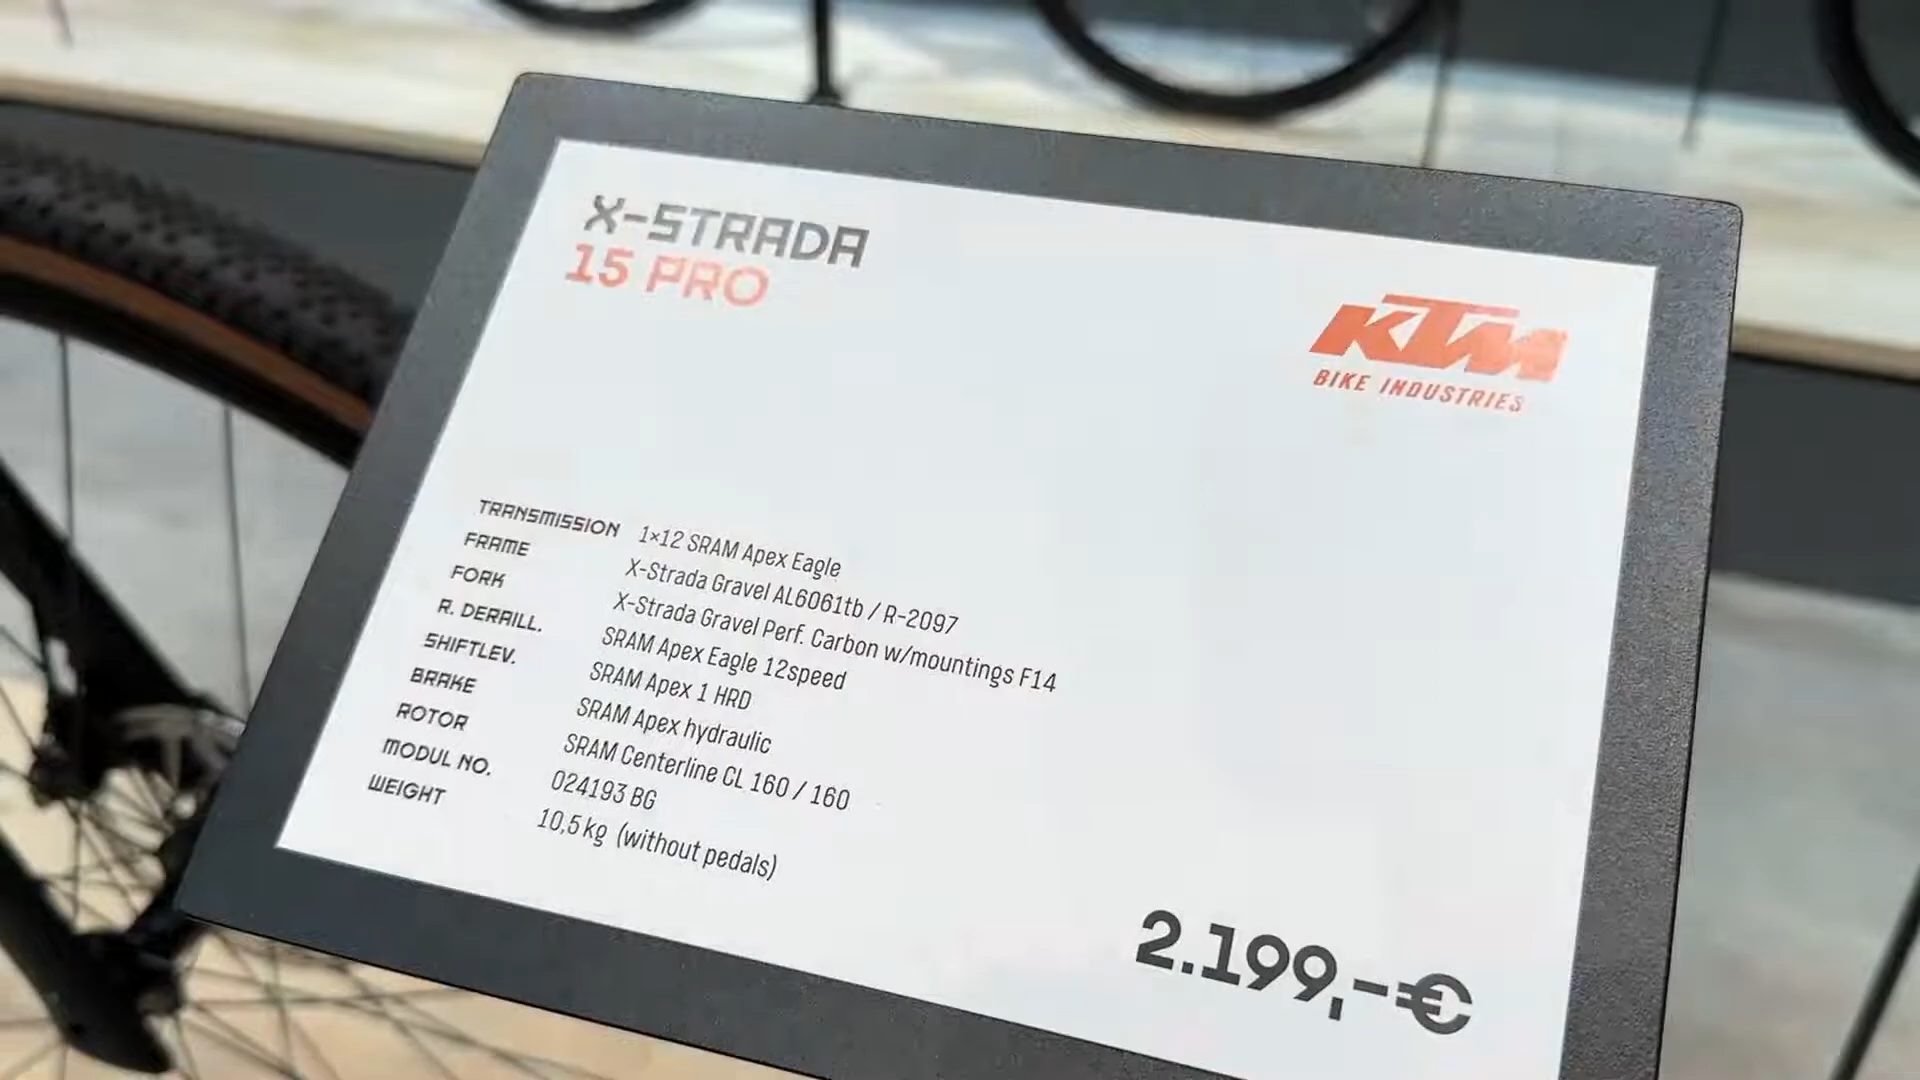 X-STRADA
15 PRO
KTM
BIKE INDUSTRIES
TRANSMISSION 1×12 SRAM Apex Eagle
FRAME X-Strada Gravel AL6061tb / R-2097
FORK X-Strada Gravel Perf. Carbon w/mountings F14
R. DERAILL. SRAM Apex Eagle 12speed
SHIFTLEV. SRAM Apex 1 HRD
BRAKE SRAM Apex hydraulic
ROTOR SRAM Centerline CL 160 / 160
MODUL NO. 024193 BG
WEIGHT 10,5 kg (without pedals)
2.199,-€